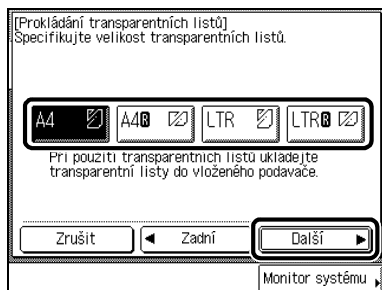 [Prokládání transparentních listů]
Specifikujte velikost transparentních listů.
A4 A4R LTR LTRR
Pri použití transparentních listů ukládejte
transparentní listy do vloženého podavače.
Zrušit ◀ Zadní Další ▶
Monitor systému